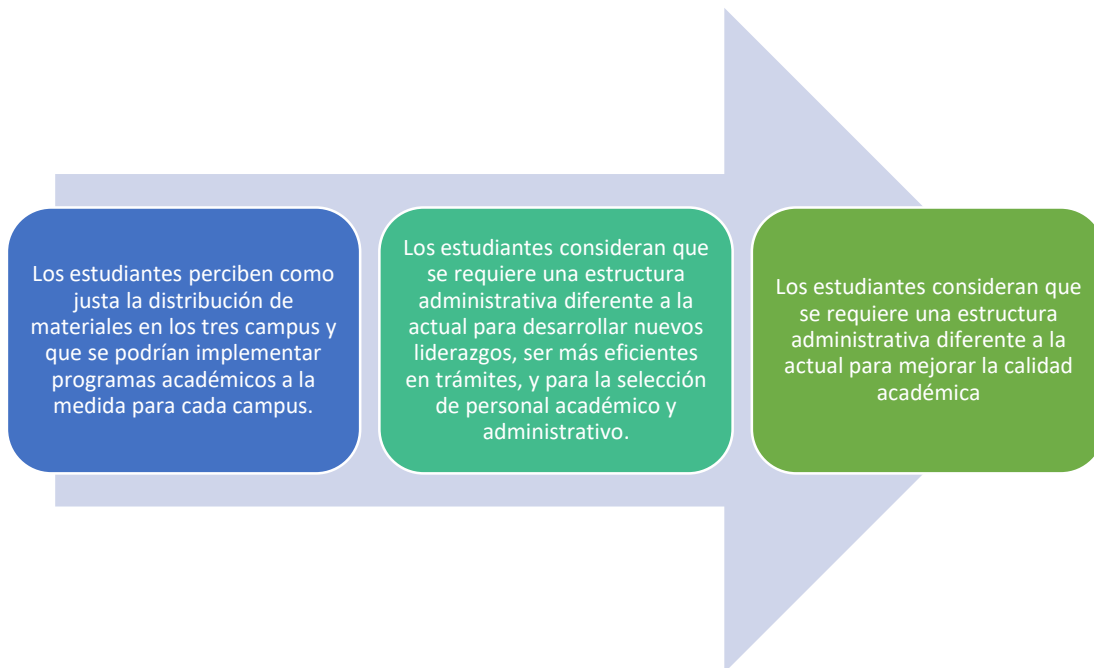 Los estudiantes perciben como
justa la distribución de
materiales en los tres campus y
que se podrían implementar
programas académicos a la
medida para cada campus.
Los estudiantes consideran que
se requiere una estructura
administrativa diferente a la
actual para desarrollar nuevos
liderazgos, ser más eficientes
en trámites, y para la selección
de personal académico y
administrativo.
Los estudiantes consideran que
se requiere una estructura
administrativa diferente a la
actual para mejorar la calidad
académica